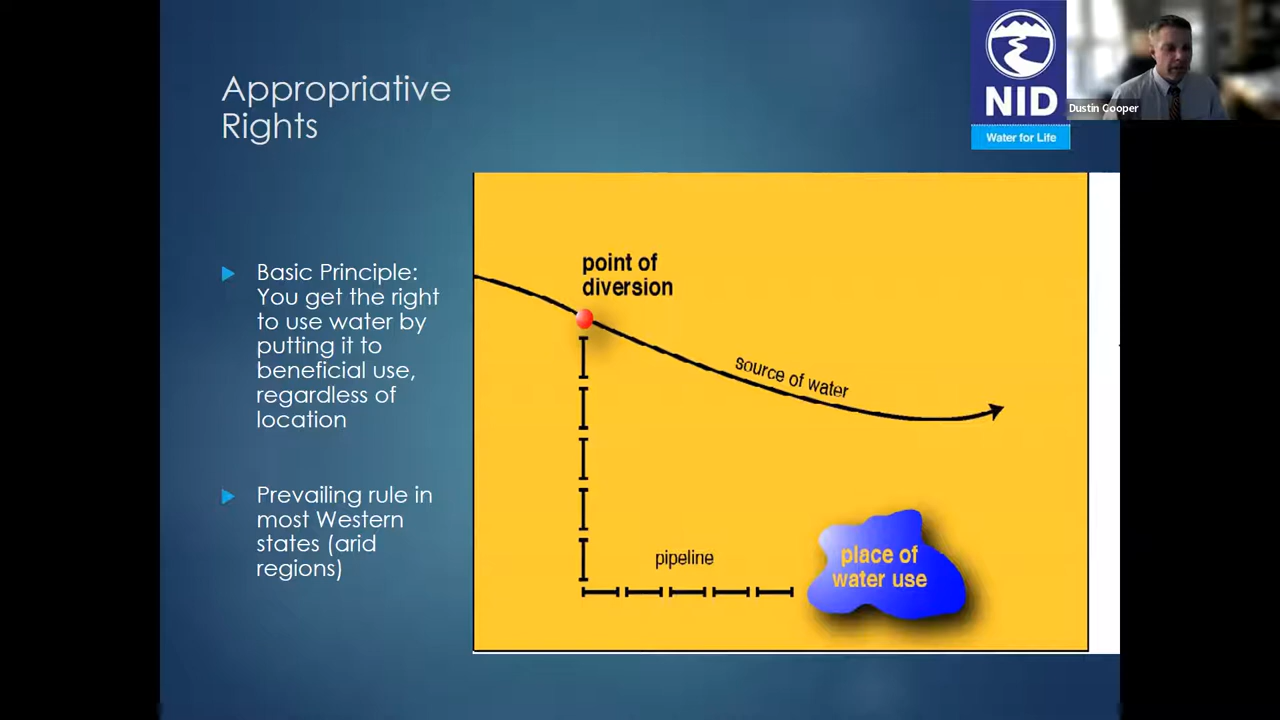 Appropriative
Rights
NID
Water for Life
Dustin Cooper
Basic Principle:
You get the right
to use water by
putting it to
beneficial use,
regardless of
location
Prevailing rule in
most Western
states (arid
regions)
point of
diversion
source of water
pipeline
place of
water use